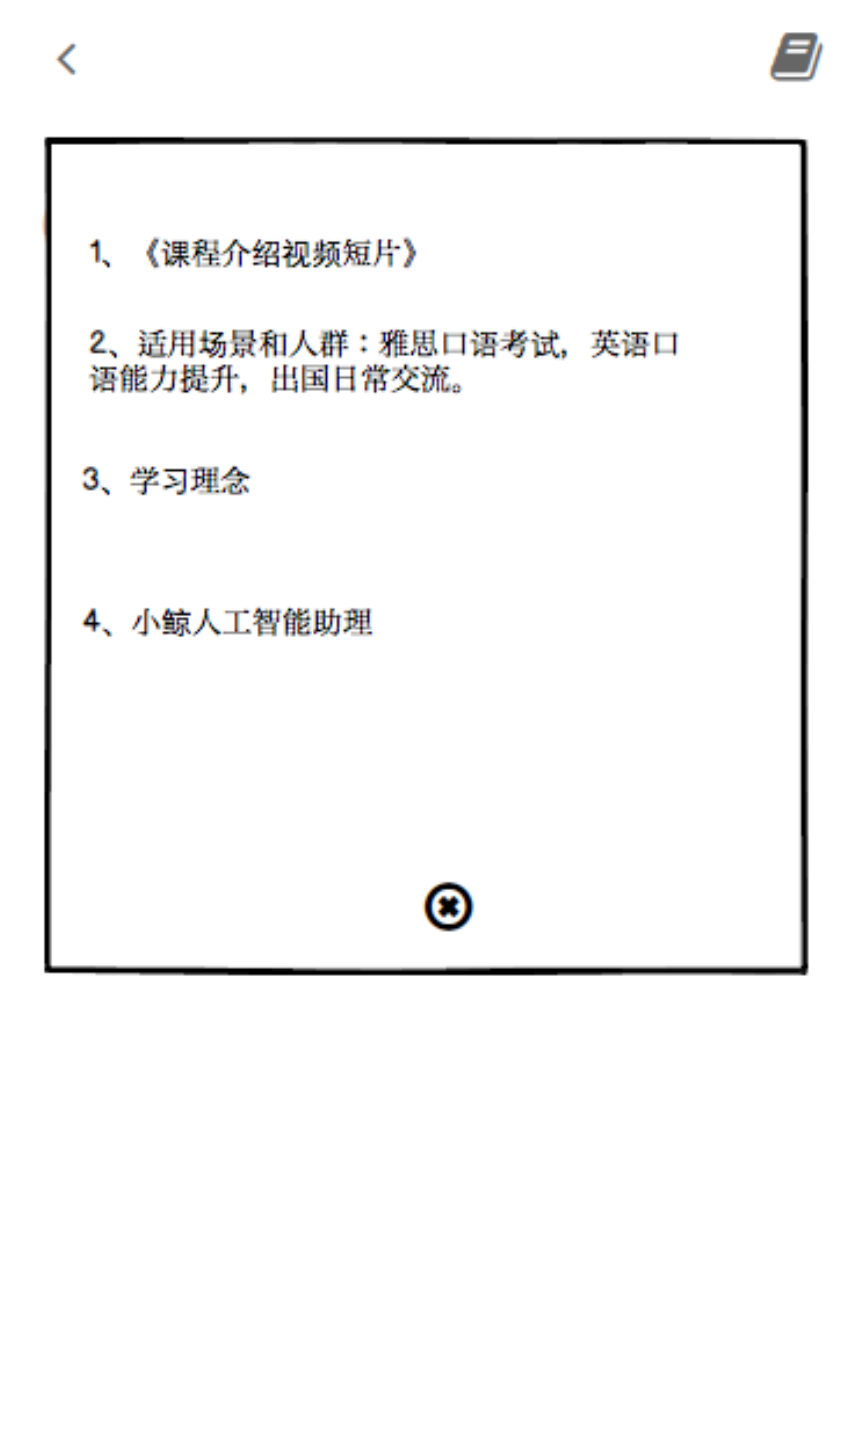 1、《课程介绍视频短片》
2、适用场景和人群：雅思口语考试，英语口
语能力提升，出国日常交流。
3、学习理念
4、小鲸人工智能助理